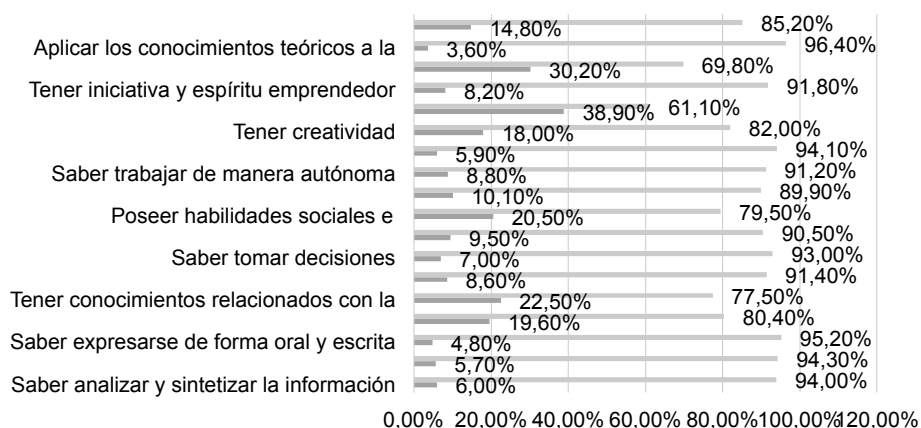 14,80% 85,20%
Aplicar los conocimientos teóricos a la 3,60% 96,40%
30,20% 69,80%
Tener iniciativa y espíritu emprendedor 8,20% 91,80%
38,90% 61,10%
Tener creatividad 18,00% 82,00%
5,90% 94,10%
Saber trabajar de manera autónoma 8,80% 91,20%
10,10% 89,90%
Poseer habilidades sociales e 20,50% 79,50%
9,50% 90,50%
Saber tomar decisiones 7,00% 93,00%
8,60% 91,40%
Tener conocimientos relacionados con la 22,50% 77,50%
19,60% 80,40%
Saber expresarse de forma oral y escrita 4,80% 95,20%
5,70% 94,30%
Saber analizar y sintetizar la información 6,00% 94,00%
0,00% 20,00% 40,00% 60,00% 80,00% 100,00% 120,00%